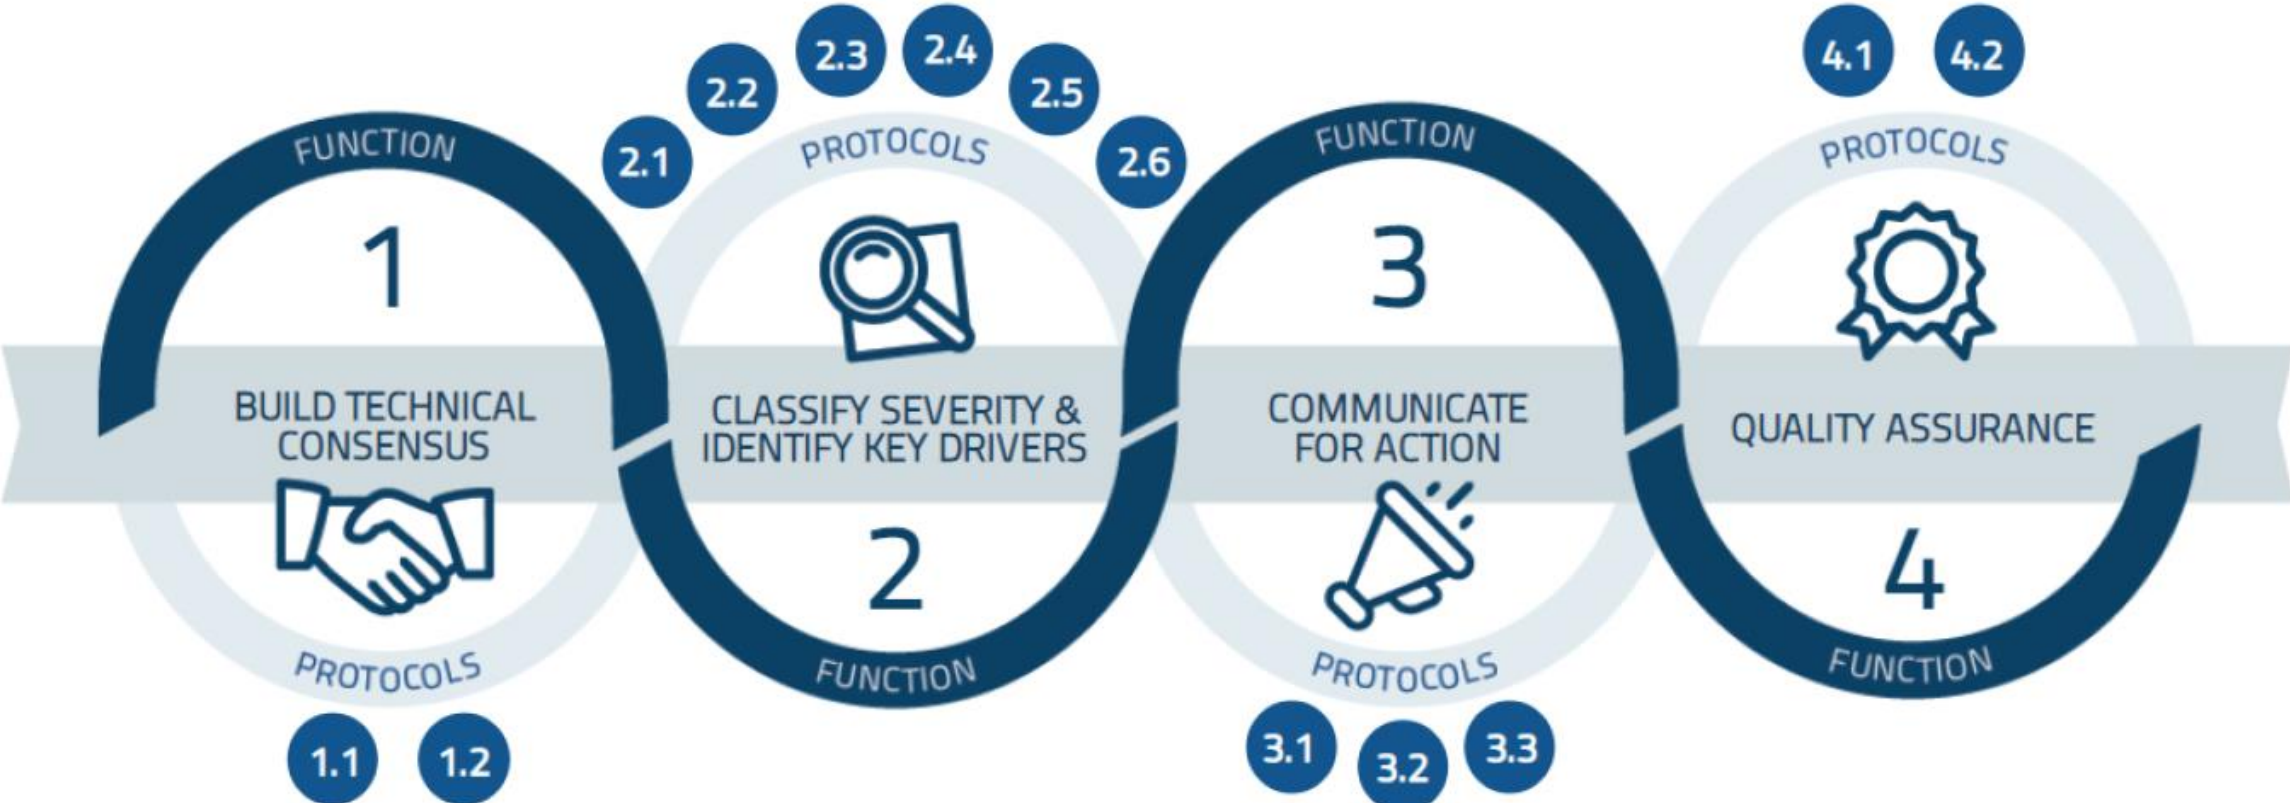 FUNCTION
1
BUILD TECHNICAL
CONSENSUS
PROTOCOLS
1.1
1.2
2.1
2.2
2.3
2.4
2.5
2.6
PROTOCOLS
CLASSIFY SEVERITY &
IDENTIFY KEY DRIVERS
2
FUNCTION
FUNCTION
3
COMMUNICATE
FOR ACTION
PROTOCOLS
3.1
3.2
3.3
4.1
4.2
PROTOCOLS
QUALITY ASSURANCE
4
FUNCTION